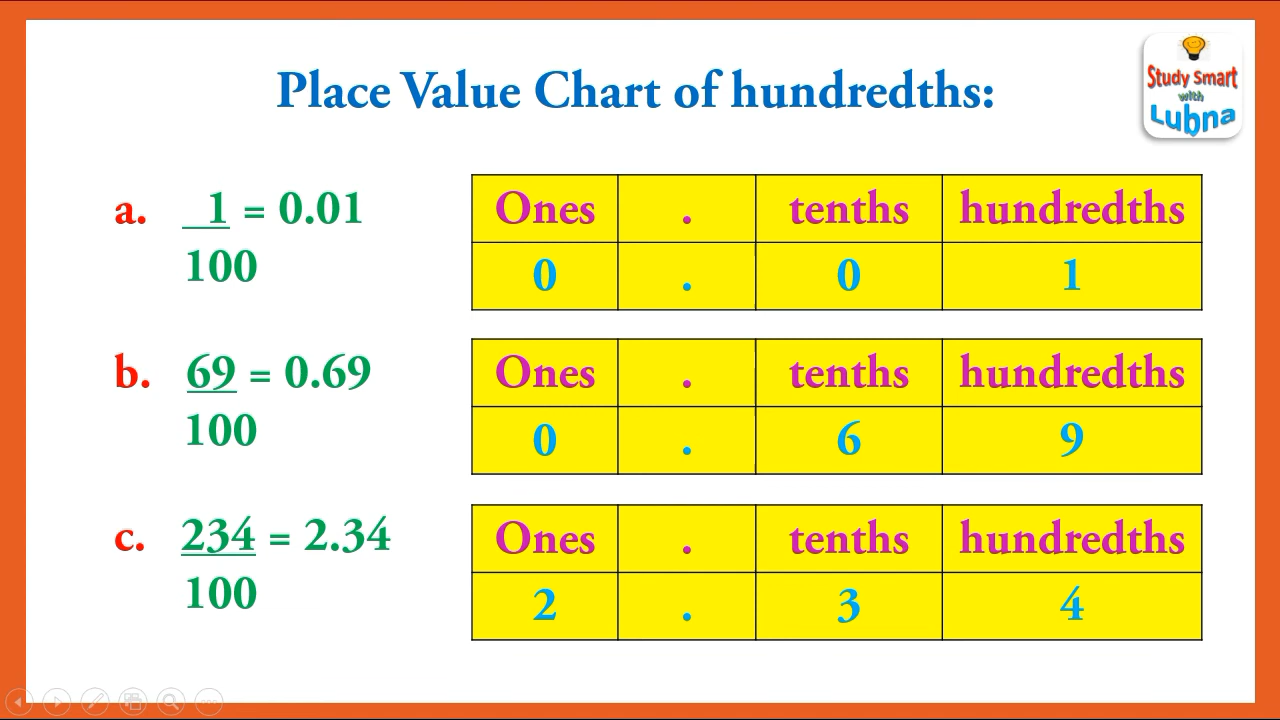 Place Value Chart of hundredths:
Study Smart
with
Lubna
a. 1 = 0.01
100
Ones . tenths hundredths
0 . 0 1
b. 69 = 0.69
100
Ones . tenths hundredths
0 . 6 9
c. 234 = 2.34
100
Ones . tenths hundredths
2 . 3 4